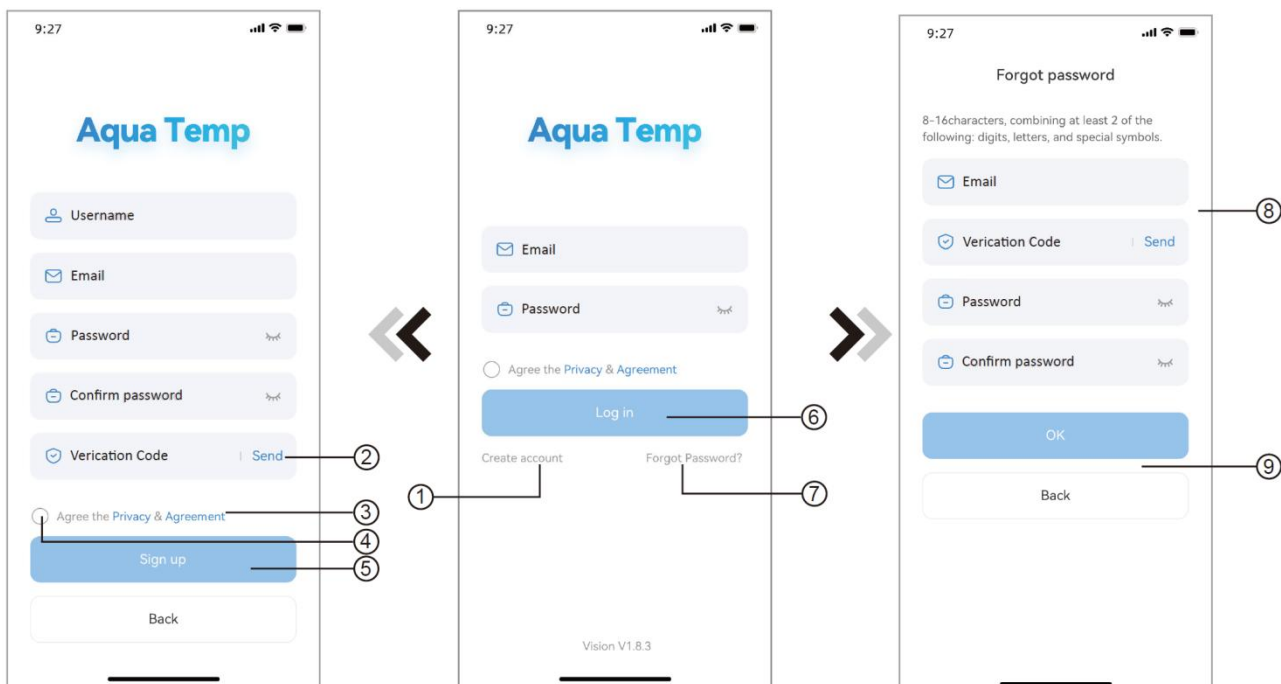 9:27
Aqua Temp
Username
Email
Password
Confirm password
Verication Code Send
②
Agree the Privacy & Agreement
③
④
Sign up
⑤
Back
9:27
Aqua Temp
Email
Password
Agree the Privacy & Agreement
Log in
⑥
Create account Forgot Password?
①
⑦
Vision V1.8.3
9:27
Forgot password
8-16characters, combining at least 2 of the
following: digits, letters, and special symbols.
Email
⑧
Verication Code Send
Password
Confirm password
OK
⑨
Back